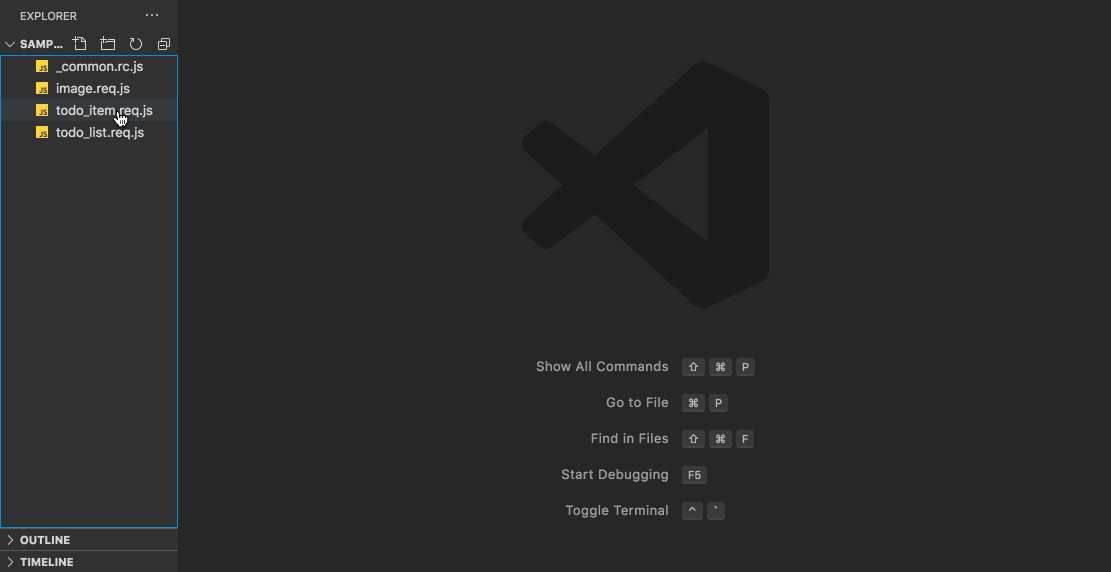 EXPLORER ...
SAMP...
JS _common.rc.js
JS image.req.js
JS todo_item.req.js
JS todo_list.req.js
Show All Commands ⇧ ⌘ P
Go to File ⌘ P
Find in Files ⇧ ⌘ F
Start Debugging F5
Toggle Terminal ^ `
OUTLINE
TIMELINE